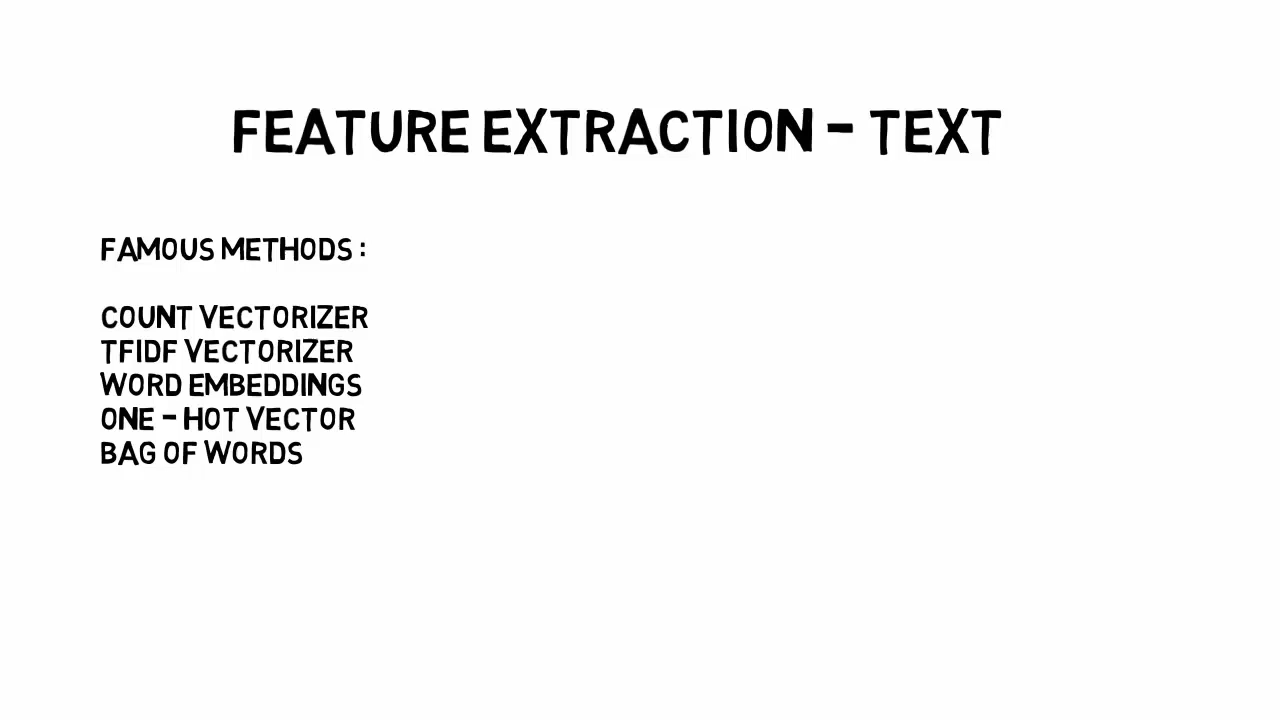 FEATURE EXTRACTION - TEXT
FAMOUS METHODS :
COUNT VECTORIZER
TFIDF VECTORIZER
WORD EMBEDDINGS
ONE - HOT VECTOR
BAG OF WORDS